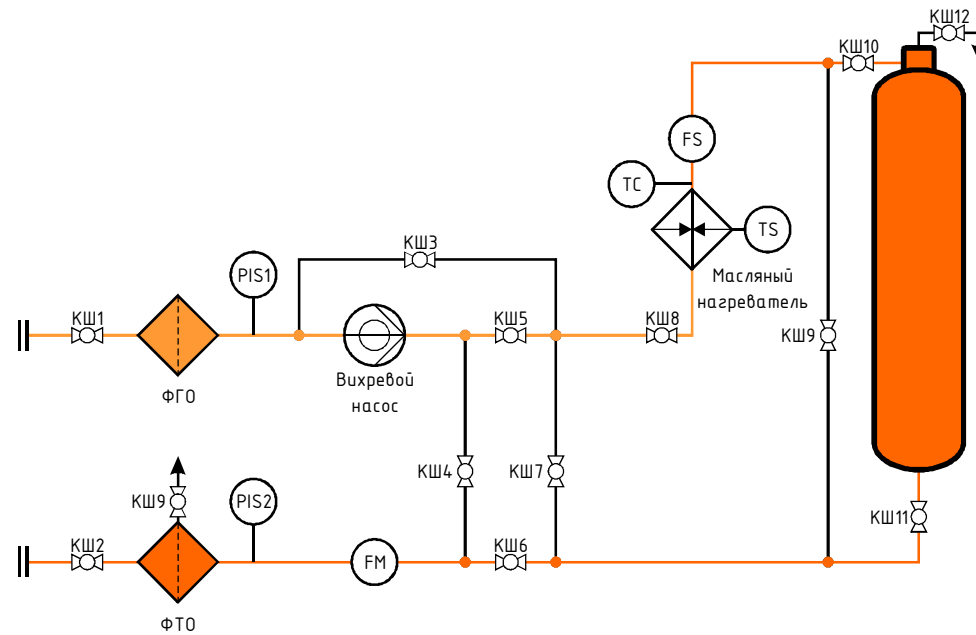 КШ12
КШ10
FS
TC
TS
КШ3
PIS1
Масляный
нагреватель
КШ1
КШ5
КШ8
КШ9
Вихревой
насос
ФГО
КШ4
КШ7
КШ9
PIS2
КШ11
КШ2
КШ6
FM
ФТО